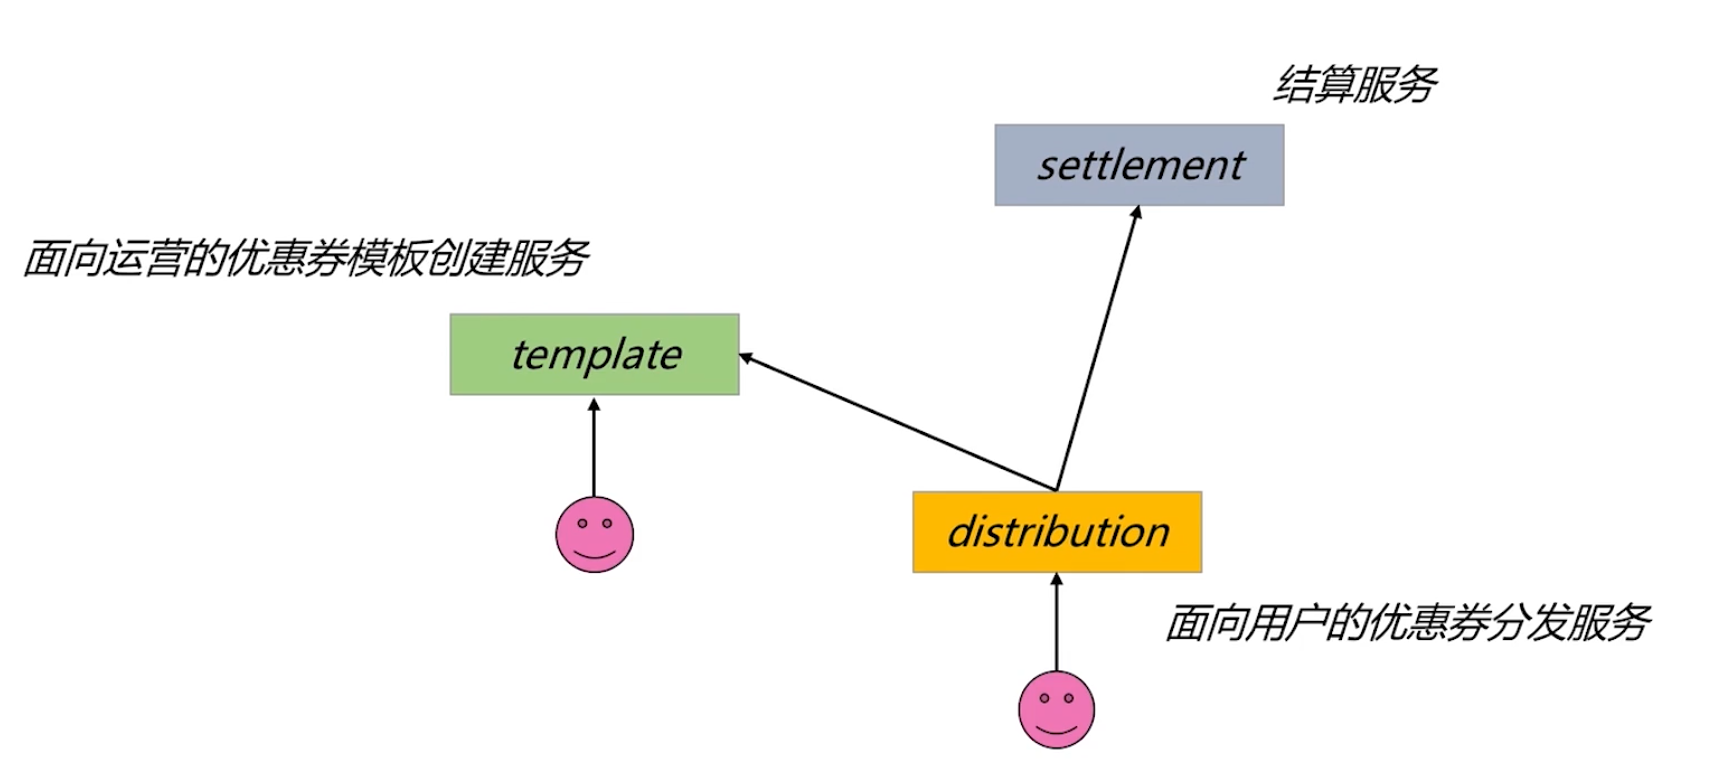 结算服务
settlement
面向运营的优惠券模板创建服务
template
distribution
面向用户的优惠券分发服务